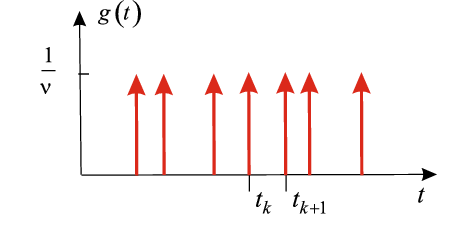 g(t)
1
ν
t_k t_{k+1}
t